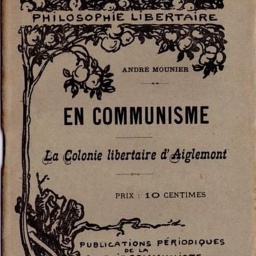 PHILOSOPHIE LIBERTAIRE
ANDRÉ MOUNIER
EN COMMUNISME
La Colonie libertaire d'Aiglemont
PRIX : 10 CENTIMES
PUBLICATIONS PÉRIODIQUES
DE LA